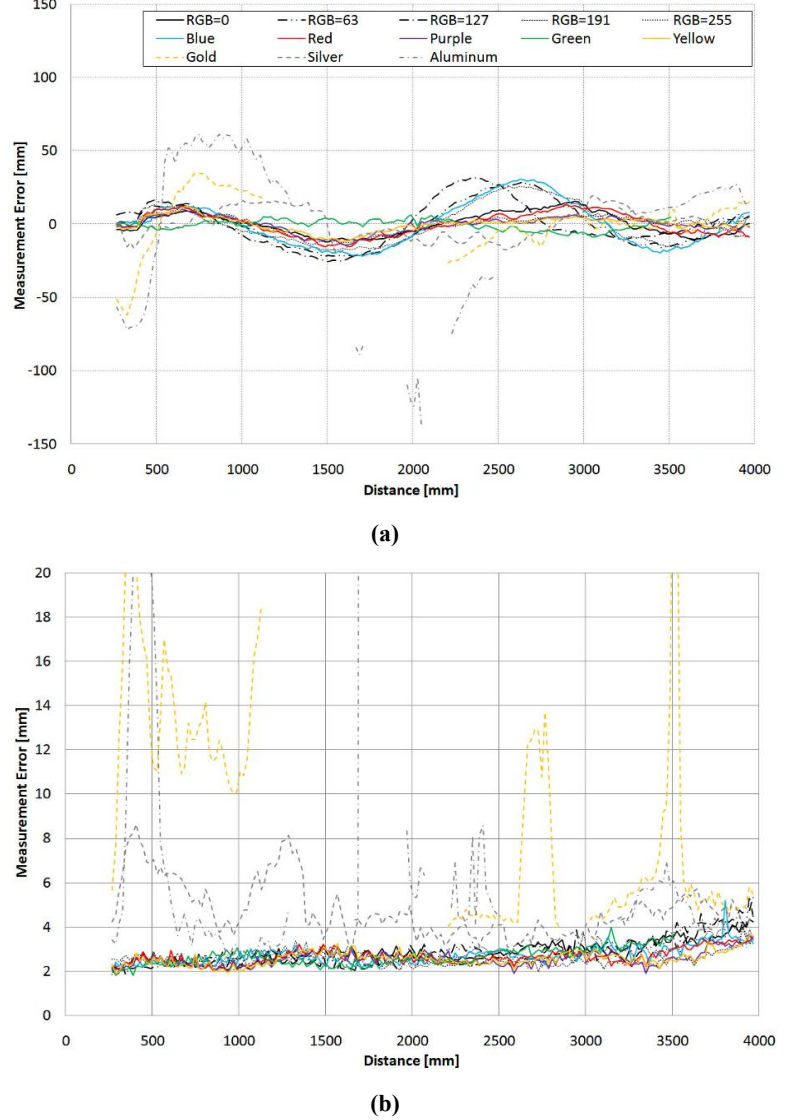 150
RGB=0 RGB=63 RGB=127 RGB=191 RGB=255
Blue Red Purple Green Yellow
Gold Silver Aluminum
100
50
0
-50
-100
-150
Measurement Error [mm]
0 500 1000 1500 2000 2500 3000 3500 4000
Distance [mm]
(a)
20
18
16
14
12
10
8
6
4
2
0
Measurement Error [mm]
0 500 1000 1500 2000 2500 3000 3500 4000
Distance [mm]
(b)